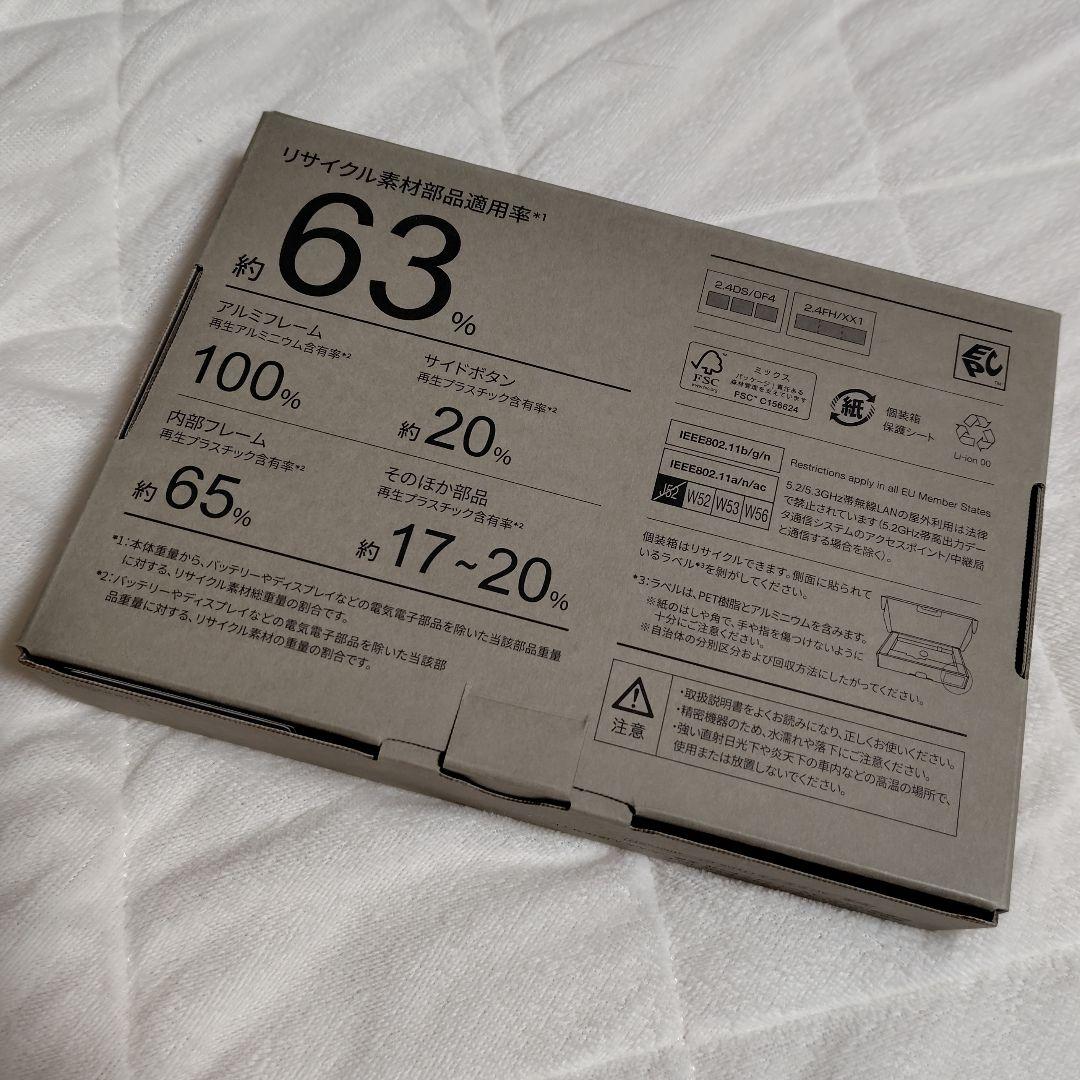 リサイクル素材部品適用率*1
約63%
アルミフレーム
再生アルミニウム含有率*2
100%
サイドボタン
再生プラスチック含有率*2
約20%
内部フレーム
再生プラスチック含有率*2
約65%
そのほか部品
再生プラスチック含有率*2
約17~20%
*1:本体重量から、バッテリーやディスプレイなどの電気電子部品を除いた当該部品重量
に対する、リサイクル素材総重量の割合です。
*2:バッテリーやディスプレイなどの電気電子部品を除いた当該部
品重量に対する、リサイクル素材の重量の割合です。
2.4DS/OF4
2.4FH/XX1
FSC
www.fsc.org
ミックス
パッケージ|責任ある
森林管理を支えています
FSC® C156624
紙
個装箱
保護シート
Li-ion 00
IEEE802.11b/g/n
IEEE802.11a/n/ac
J52 W52 W53 W56
Restrictions apply in all EU Member States
5.2/5.3GHz帯無線LANの屋外利用は法律
で禁止されています(5.2GHz帯高出力デー
タ通信システムのアクセスポイント/中継局
と通信する場合を除く)。
個装箱はリサイクルできます。側面に貼られて
いるラベル*3を剥がしてください。
*3:ラベルは、PET樹脂とアルミニウムを含みます。
※紙のはしや角で、手や指を傷つけないように
十分にご注意ください。
※自治体の分別区分および回収方法にしたがってください。
注意
・取扱説明書をよくお読みになり、正しくお使いください。
・精密機器のため、水濡れや落下にご注意ください。
・強い直射日光下や炎天下の車内などの高温の場所で、
使用または放置しないでください。